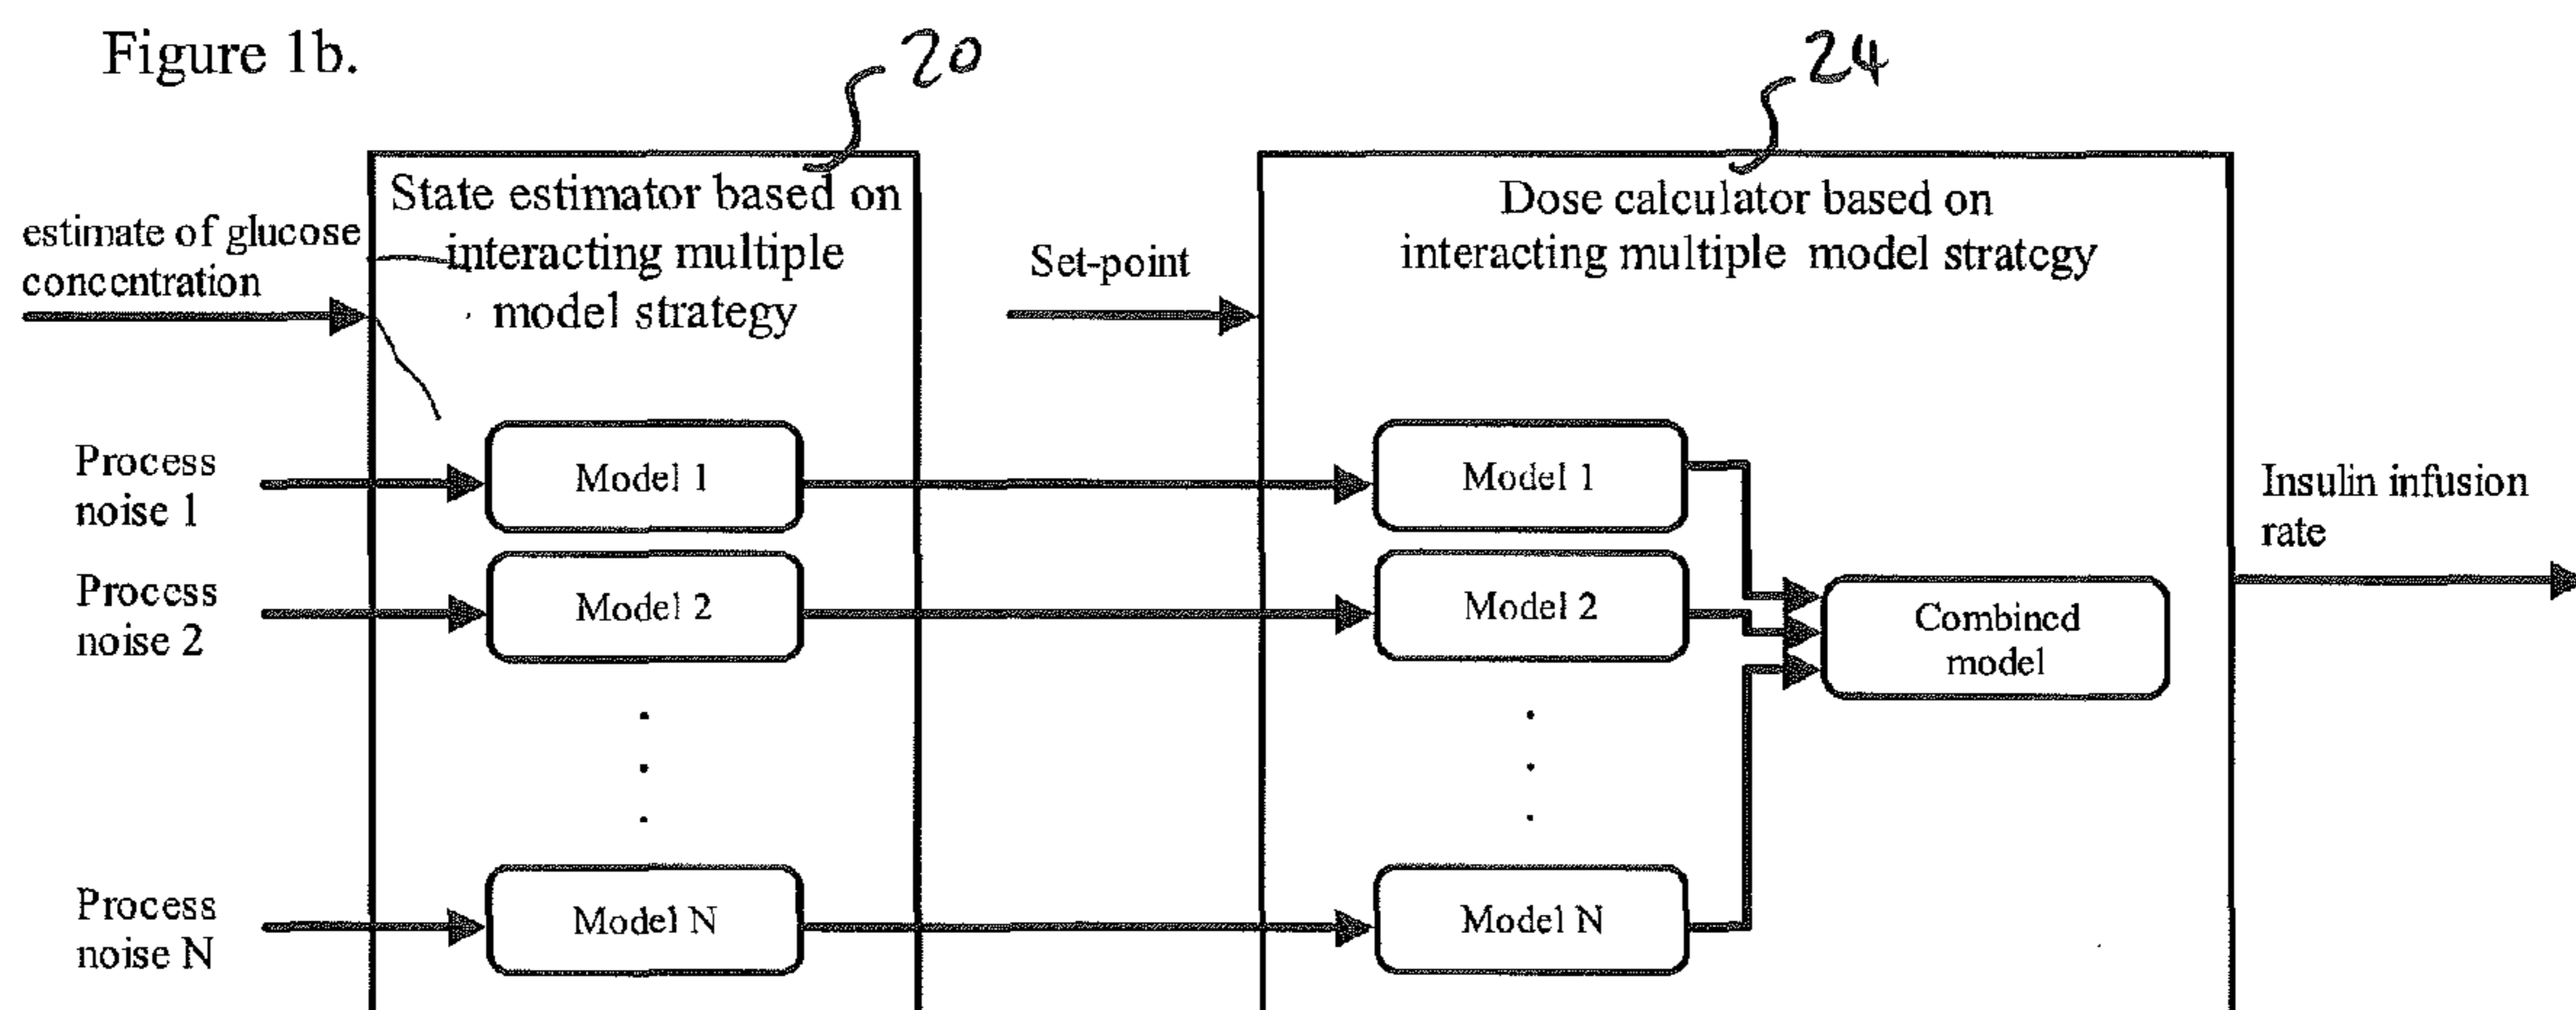 Figure 1b.
20
24
State estimator based on
interacting multiple
model strategy
estimate of glucose
concentration
Set-point
Dose calculator based on
interacting multiple model strategy
Process
noise 1
Model 1
Model 1
Insulin infusion
rate
Process
noise 2
Model 2
Model 2
Combined
model
Process
noise N
Model N
Model N